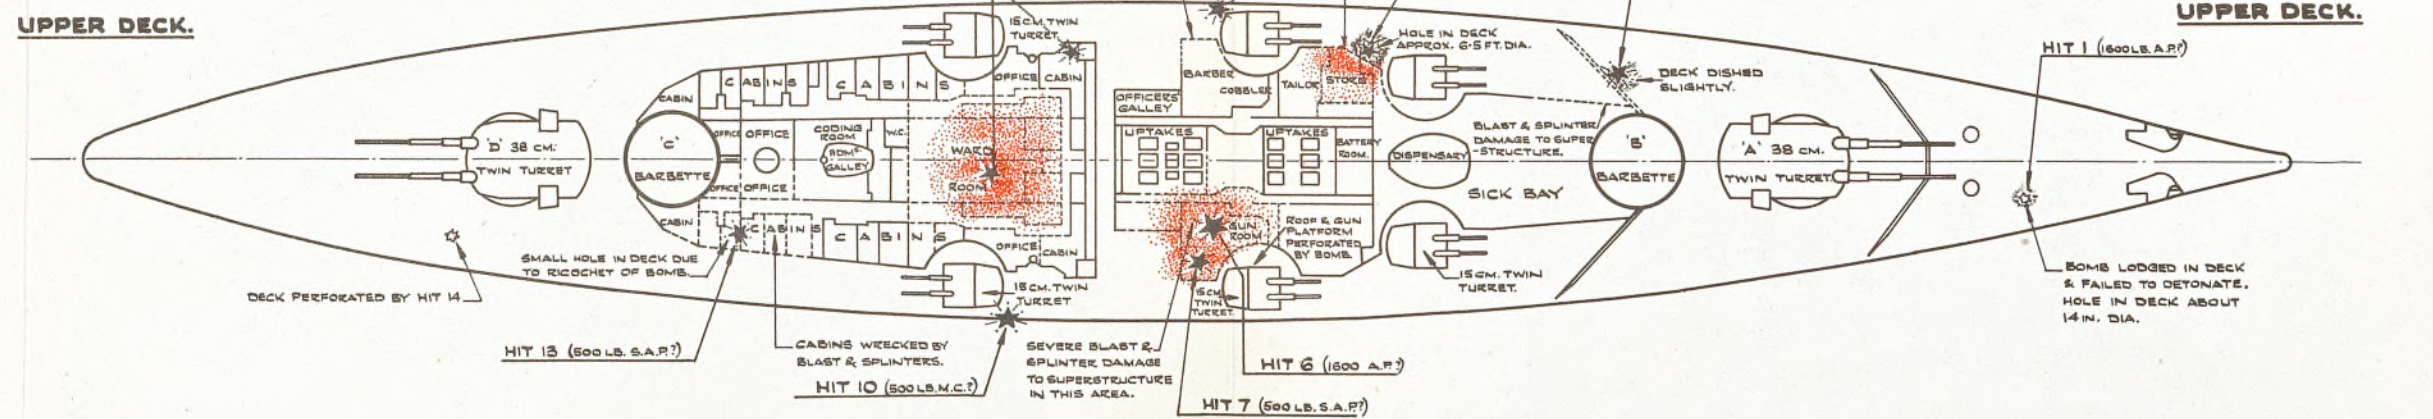 UPPER DECK.
UPPER DECK.
15 CM. TWIN
TURRET.
HOLE IN DECK
APPROX. 6·5 FT. DIA.
HIT 1 (1600 LB. A.P.?)
DECK DISHED
SLIGHTLY.
CABINS
CABINS
OFFICE
CABIN
BARBER
COBBLER
TAILOR
STORE
OFFICERS'
GALLEY
CABIN
'D' 38 CM.
TWIN TURRET
'C'
BARBETTE
OFFICE
OFFICE
CODING
ROOM
W.C.
ADM'S
GALLEY
OFFICE
OFFICE
WARD
ROOM
UPTAKES
UPTAKES
BATTERY
ROOM.
DISPENSARY
BLAST & SPLINTER
DAMAGE TO SUPER
-STRUCTURE.
SICK BAY
'B'
BARBETTE
'A' 38 CM.
TWIN TURRET.
CABIN
CABINS
CABINS
OFFICE
CABIN
GUN
ROOM
ROOF & GUN
PLATFORM
PERFORATED
BY BOMB.
SMALL HOLE IN DECK DUE
TO RICOCHET OF BOMB.
DECK PERFORATED BY HIT 14
15 CM. TWIN
TURRET
15 CM.
TWIN
TURRET.
15 CM. TWIN
TURRET.
BOMB LODGED IN DECK
& FAILED TO DETONATE.
HOLE IN DECK ABOUT
14 IN. DIA.
HIT 13 (500 LB. S.A.P.?)
CABINS WRECKED BY
BLAST & SPLINTERS.
HIT 10 (500 LB. M.C.?)
SEVERE BLAST &
SPLINTER DAMAGE
TO SUPERSTRUCTURE
IN THIS AREA.
HIT 6 (1600 A.P.?)
HIT 7 (500 LB. S.A.P.?)